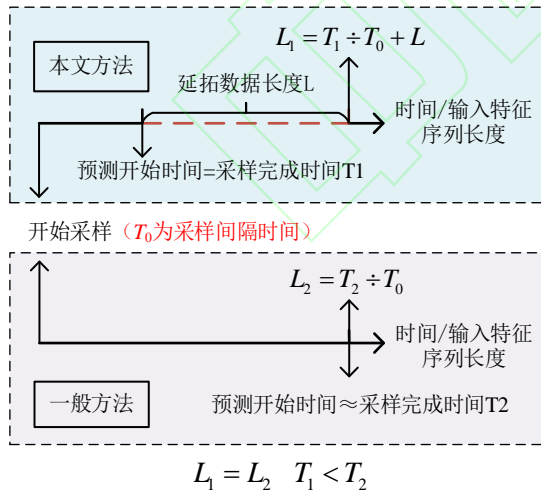 L₁ = T₁ ÷ T₀ + L
本文方法
延拓数据长度L
时间/输入特征
序列长度
预测开始时间=采样完成时间T1
开始采样（T₀为采样间隔时间）
L₂ = T₂ ÷ T₀
时间/输入特征
序列长度
一般方法
预测开始时间≈采样完成时间T2
L₁ = L₂ T₁ < T₂